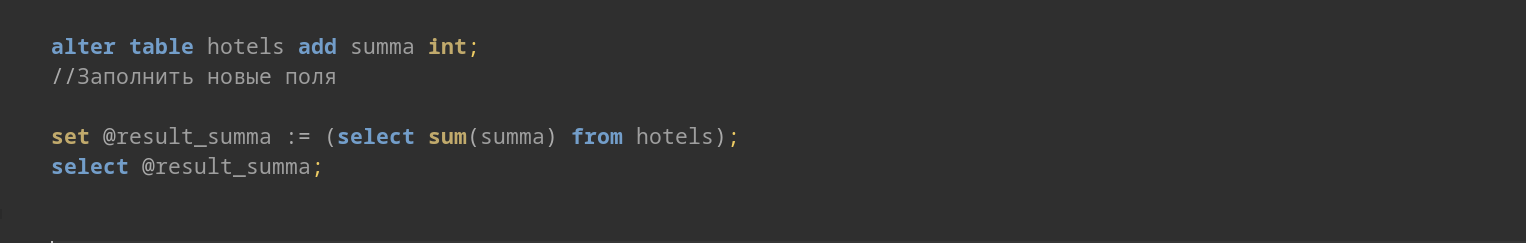 alter table hotels add summa int;
//Заполнить новые поля
set @result_summa := (select sum(summa) from hotels);
select @result_summa;